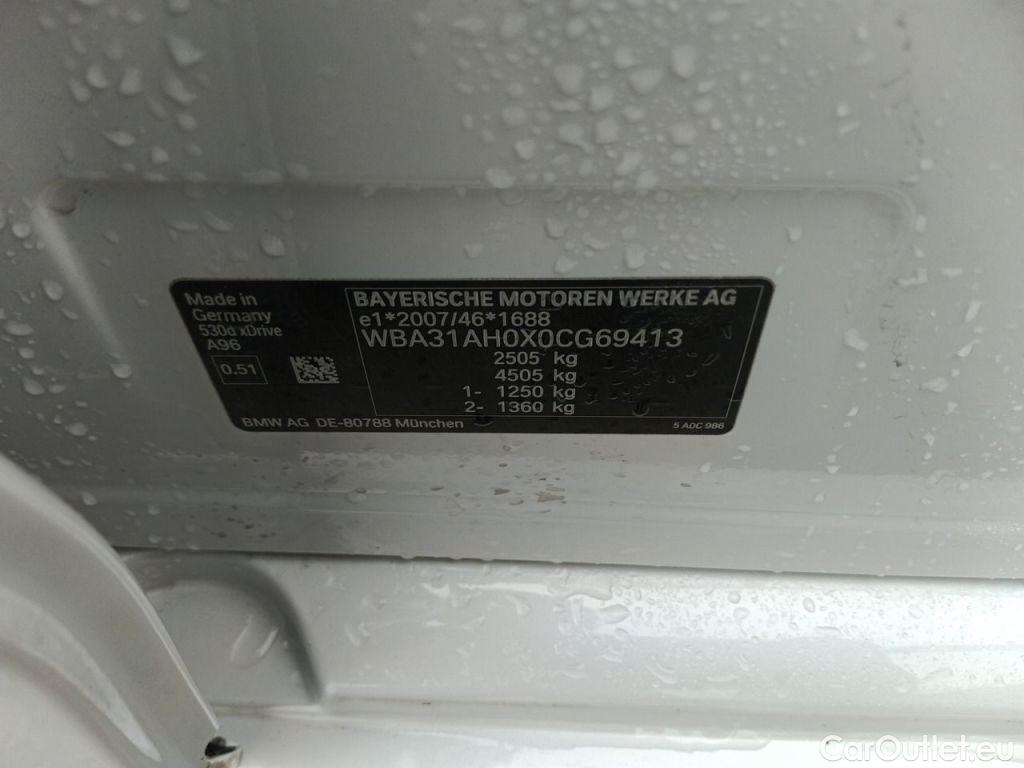 Made in
Germany
530d xDrive
A96
0.51
BAYERISCHE MOTOREN WERKE AG
e1*2007/46*1688
WBA31AH0X0CG69413
2505 kg
4505 kg
1- 1250 kg
2- 1360 kg
BMW AG DE-80788 München
5 A0C 986
CarOutlet.eu